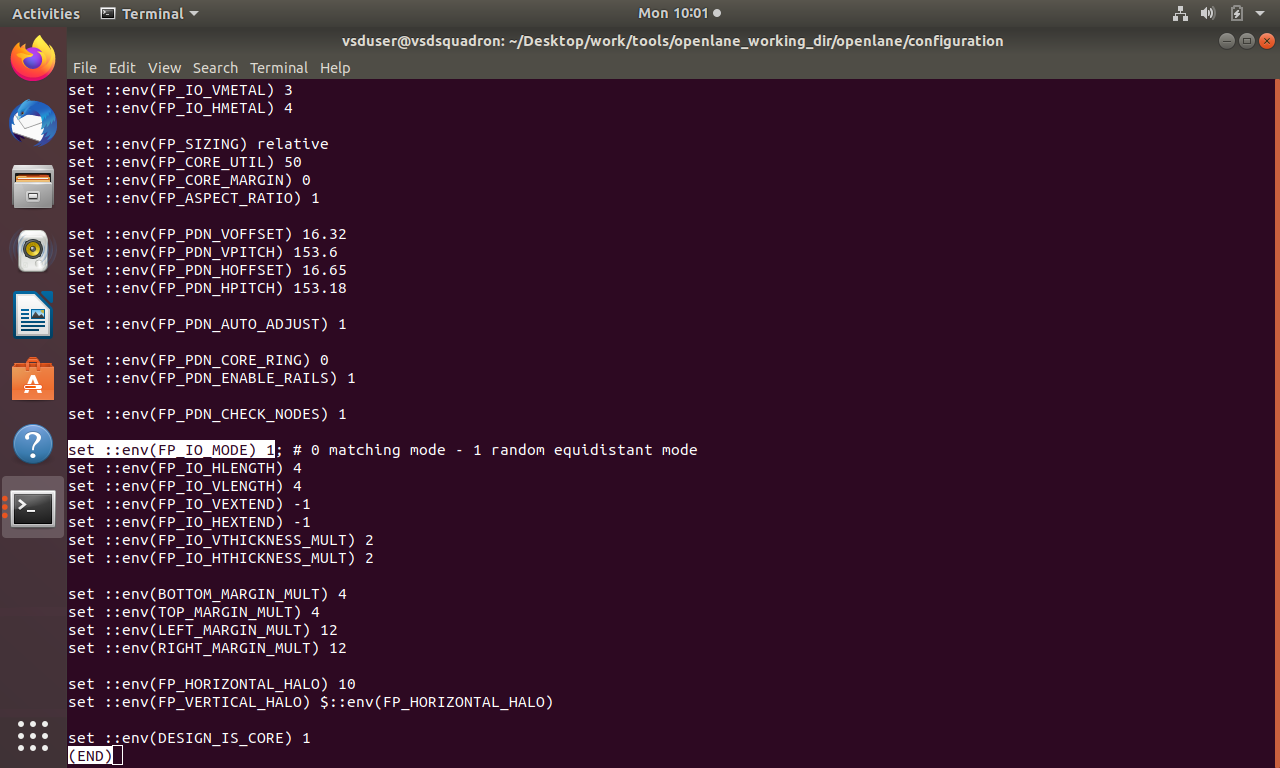 Activities Terminal Mon 10:01
vsduser@vsdsquadron: ~/Desktop/work/tools/openlane_working_dir/openlane/configuration
File Edit View Search Terminal Help
set ::env(FP_IO_VMETAL) 3
set ::env(FP_IO_HMETAL) 4
set ::env(FP_SIZING) relative
set ::env(FP_CORE_UTIL) 50
set ::env(FP_CORE_MARGIN) 0
set ::env(FP_ASPECT_RATIO) 1
set ::env(FP_PDN_VOFFSET) 16.32
set ::env(FP_PDN_VPITCH) 153.6
set ::env(FP_PDN_HOFFSET) 16.65
set ::env(FP_PDN_HPITCH) 153.18
set ::env(FP_PDN_AUTO_ADJUST) 1
set ::env(FP_PDN_CORE_RING) 0
set ::env(FP_PDN_ENABLE_RAILS) 1
set ::env(FP_PDN_CHECK_NODES) 1
set ::env(FP_IO_MODE) 1; # 0 matching mode - 1 random equidistant mode
set ::env(FP_IO_HLENGTH) 4
set ::env(FP_IO_VLENGTH) 4
set ::env(FP_IO_VEXTEND) -1
set ::env(FP_IO_HEXTEND) -1
set ::env(FP_IO_VTHICKNESS_MULT) 2
set ::env(FP_IO_HTHICKNESS_MULT) 2
set ::env(BOTTOM_MARGIN_MULT) 4
set ::env(TOP_MARGIN_MULT) 4
set ::env(LEFT_MARGIN_MULT) 12
set ::env(RIGHT_MARGIN_MULT) 12
set ::env(FP_HORIZONTAL_HALO) 10
set ::env(FP_VERTICAL_HALO) $::env(FP_HORIZONTAL_HALO)
set ::env(DESIGN_IS_CORE) 1
(END)